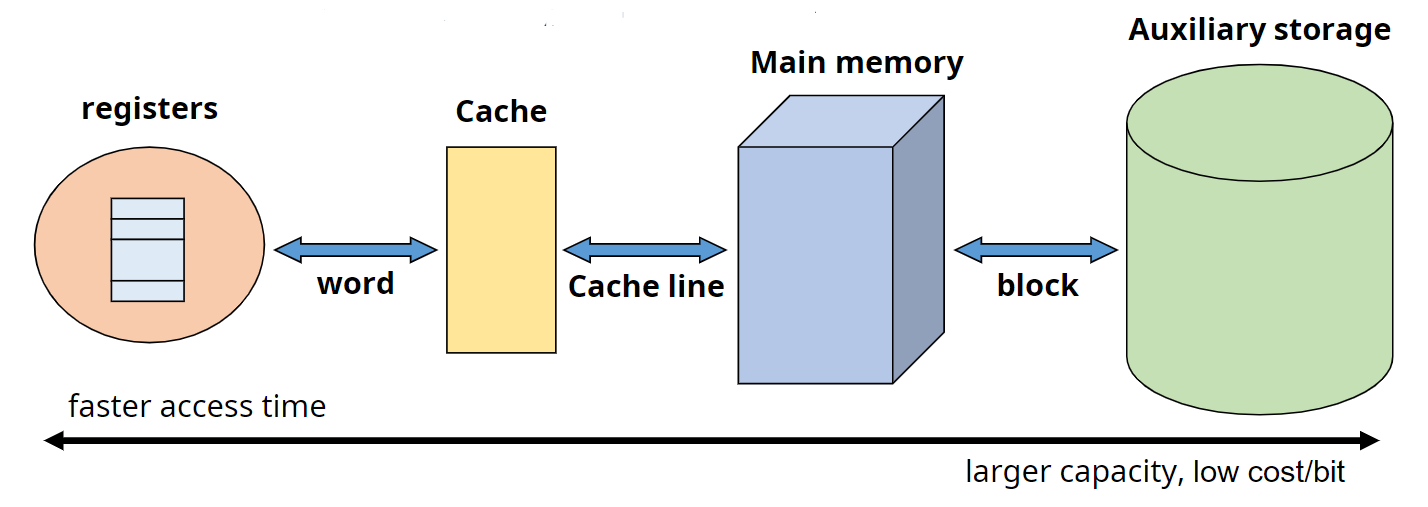 Auxiliary storage
Main memory
registers
Cache
word
Cache line
block
faster access time
larger capacity, low cost/bit